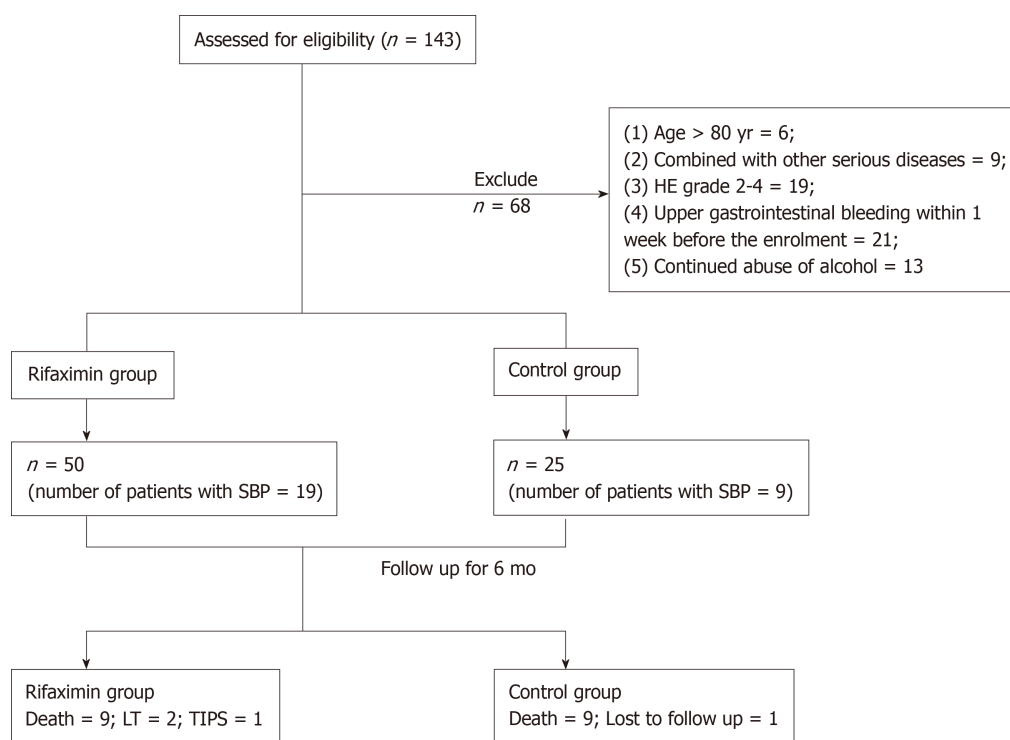 Assessed for eligibility (n = 143)
(1) Age > 80 yr = 6;
(2) Combined with other serious diseases = 9;
(3) HE grade 2-4 = 19;
(4) Upper gastrointestinal bleeding within 1
week before the enrolment = 21;
(5) Continued abuse of alcohol = 13
Exclude
n = 68
Rifaximin group
Control group
n = 50
(number of patients with SBP = 19)
n = 25
(number of patients with SBP = 9)
Follow up for 6 mo
Rifaximin group
Death = 9; LT = 2; TIPS = 1
Control group
Death = 9; Lost to follow up = 1